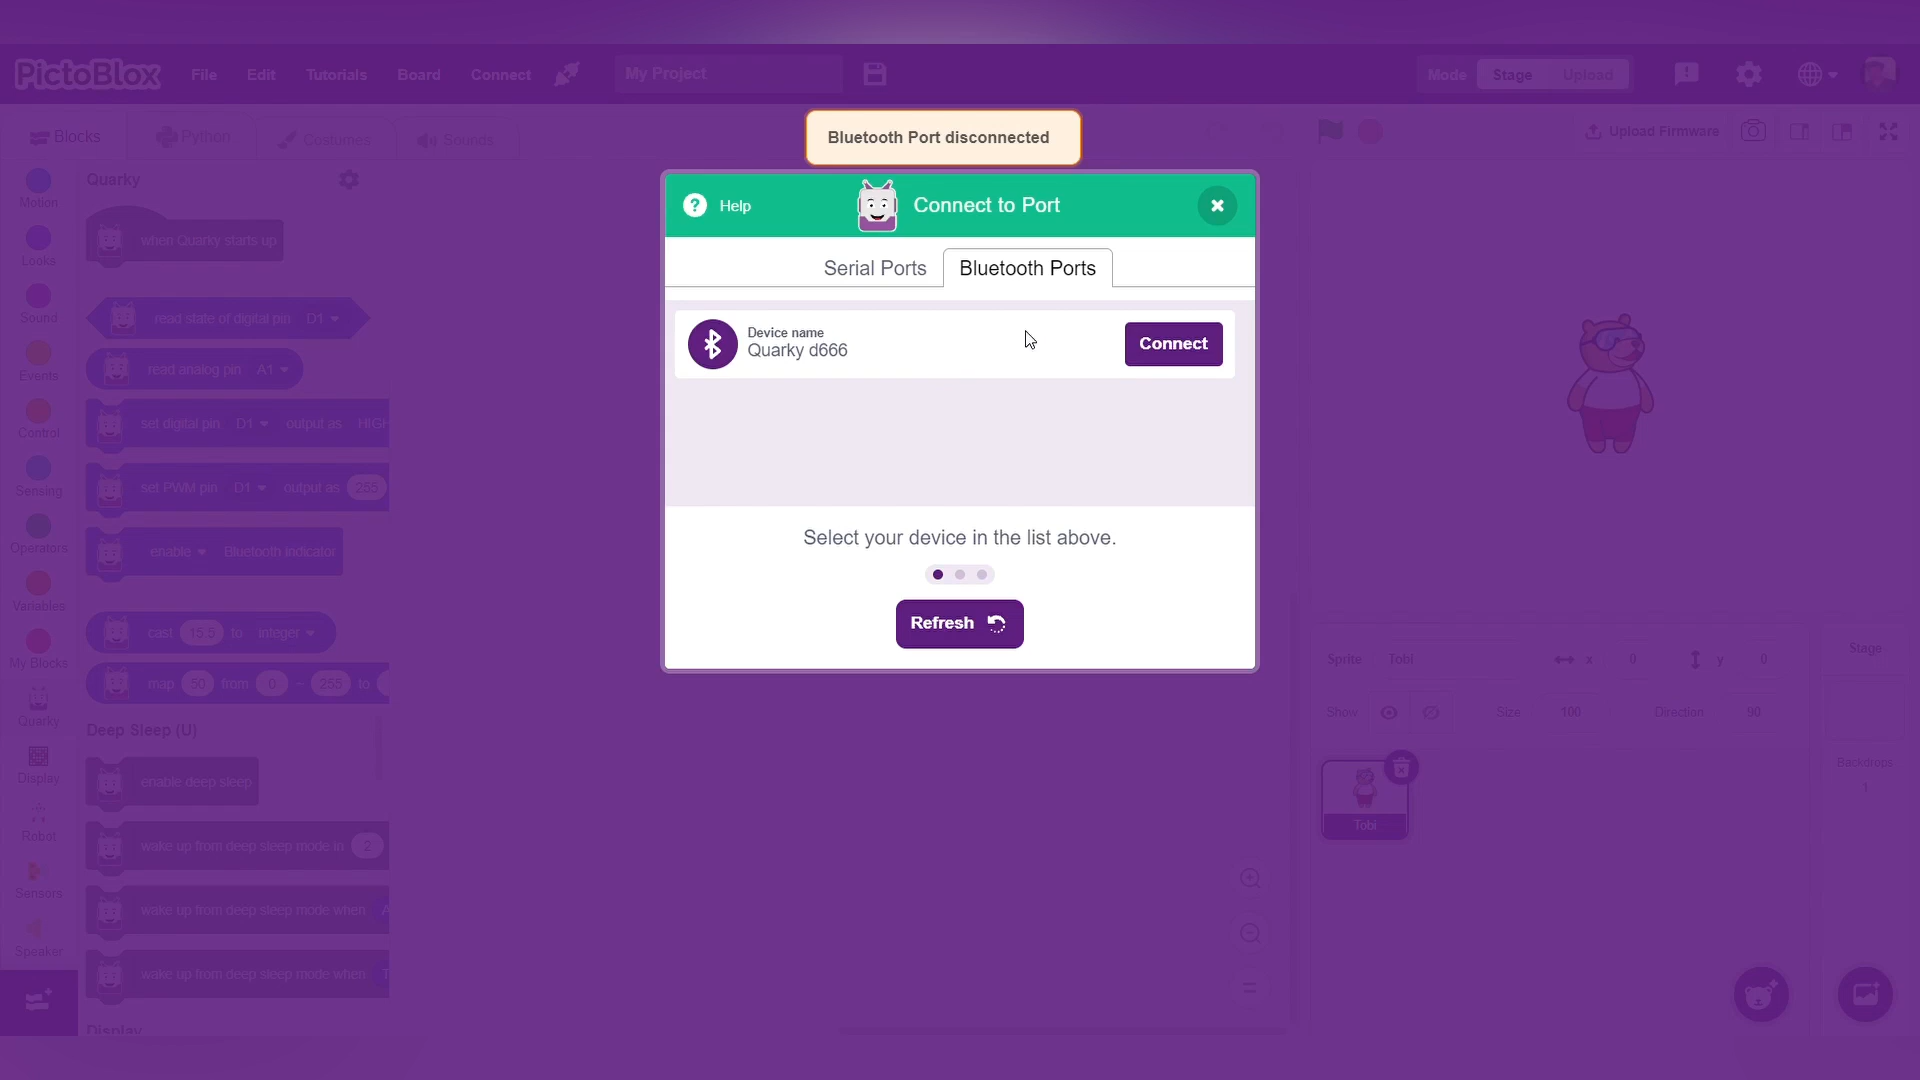 PictoBlox File Edit Tutorials Board Connect My Project Mode Stage Upload
Bluetooth Port disconnected
Blocks Python Costumes Sounds Upload Firmware
? Help Connect to Port
Serial Ports Bluetooth Ports
Device name
Quarky d666
Connect
Select your device in the list above.
Refresh
Motion
Looks
Sound
Events
Control
Sensing
Operators
Variables
My Blocks
Quarky
Display
Robot
Sensors
Speaker
Quarky
when Quarky starts up
read state of digital pin D1
read analog pin A1
set digital pin D1 output as HIGH
set PWM pin D1 output as 255
enable Bluetooth indicator
cast 15.5 to integer
map 50 from 0 ~ 255 to
Deep Sleep (U)
enable deep sleep
wake up from deep sleep mode in 2
wake up from deep sleep mode when
wake up from deep sleep mode when
Display
Sprite Tobi x 0 y 0
Show Size 100 Direction 90
Tobi
Stage
Backdrops
1